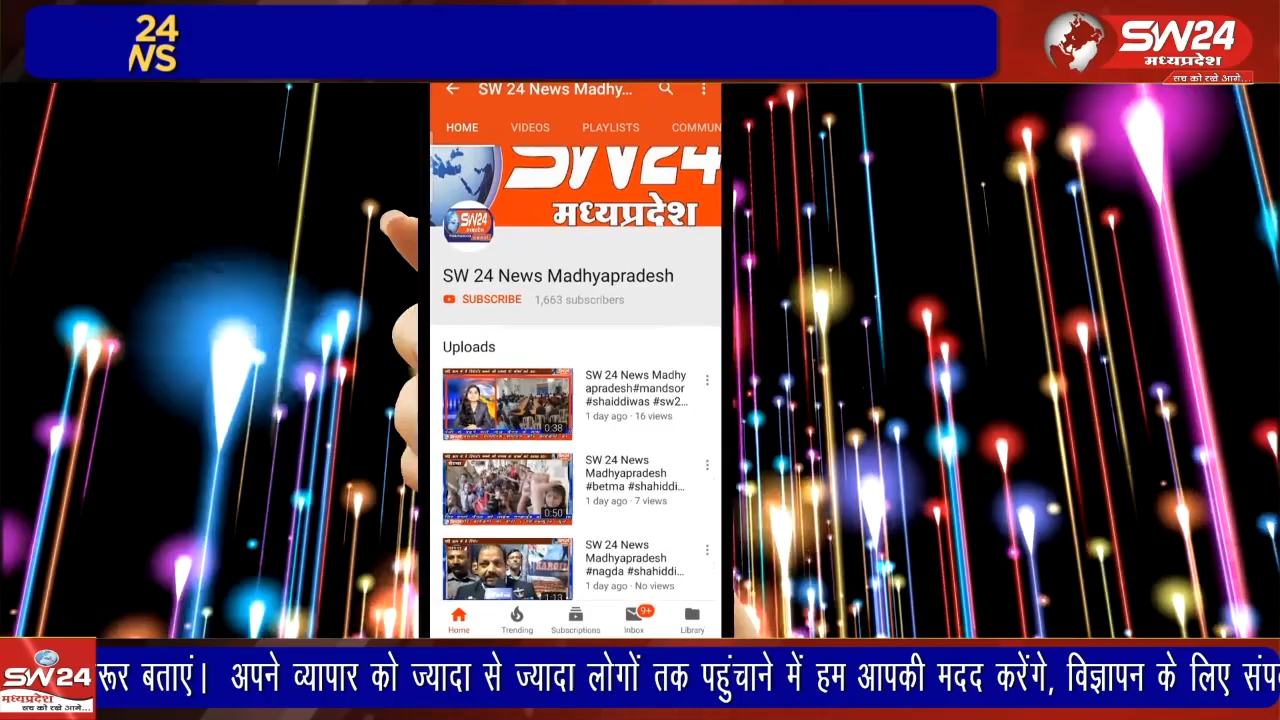 24
NS
SW24
मध्यप्रदेश
सच को रखे आगे...
SW 24 News Madhy...
HOME VIDEOS PLAYLISTS COMMUN
SW24
मध्यप्रदेश
SW24
SW 24 News Madhyapradesh
SUBSCRIBE 1,663 subscribers
Uploads
SW 24 News Madhy
apradesh#mandsor
#shaiddiwas #sw2...
1 day ago · 16 views
0:38
SW 24 News
Madhyapradesh
#betma #shahiddi...
1 day ago · 7 views
0:50
SW 24 News
Madhyapradesh
#nagda #shahiddi...
1 day ago · No views
1:13
9+
Home Trending Subscriptions Inbox Library
SW24
मध्यप्रदेश
सच को रखे आगे...
रूर बताएं। अपने व्यापार को ज्यादा से ज्यादा लोगों तक पहुंचाने में हम आपकी मदद करेंगे, विज्ञापन के लिए संप